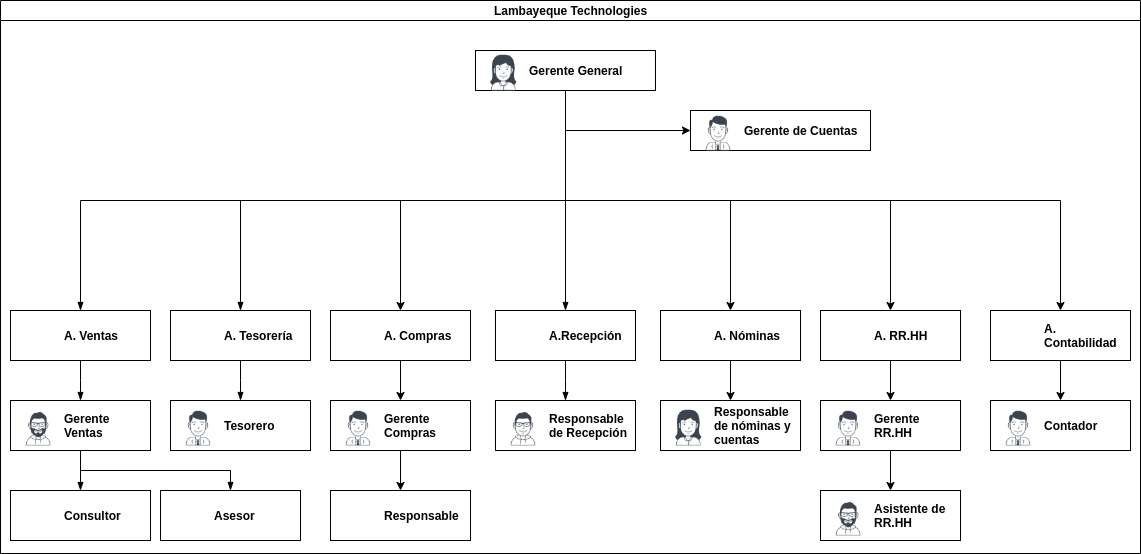 Lambayeque Technologies
Gerente General
Gerente de Cuentas
A. Ventas
A. Tesorería
A. Compras
A.Recepción
A. Nóminas
A. RR.HH
A.
Contabilidad
Gerente
Ventas
Tesorero
Gerente
Compras
Responsable
de Recepción
Responsable
de nóminas y
cuentas
Gerente
RR.HH
Contador
Consultor
Asesor
Responsable
Asistente de
RR.HH